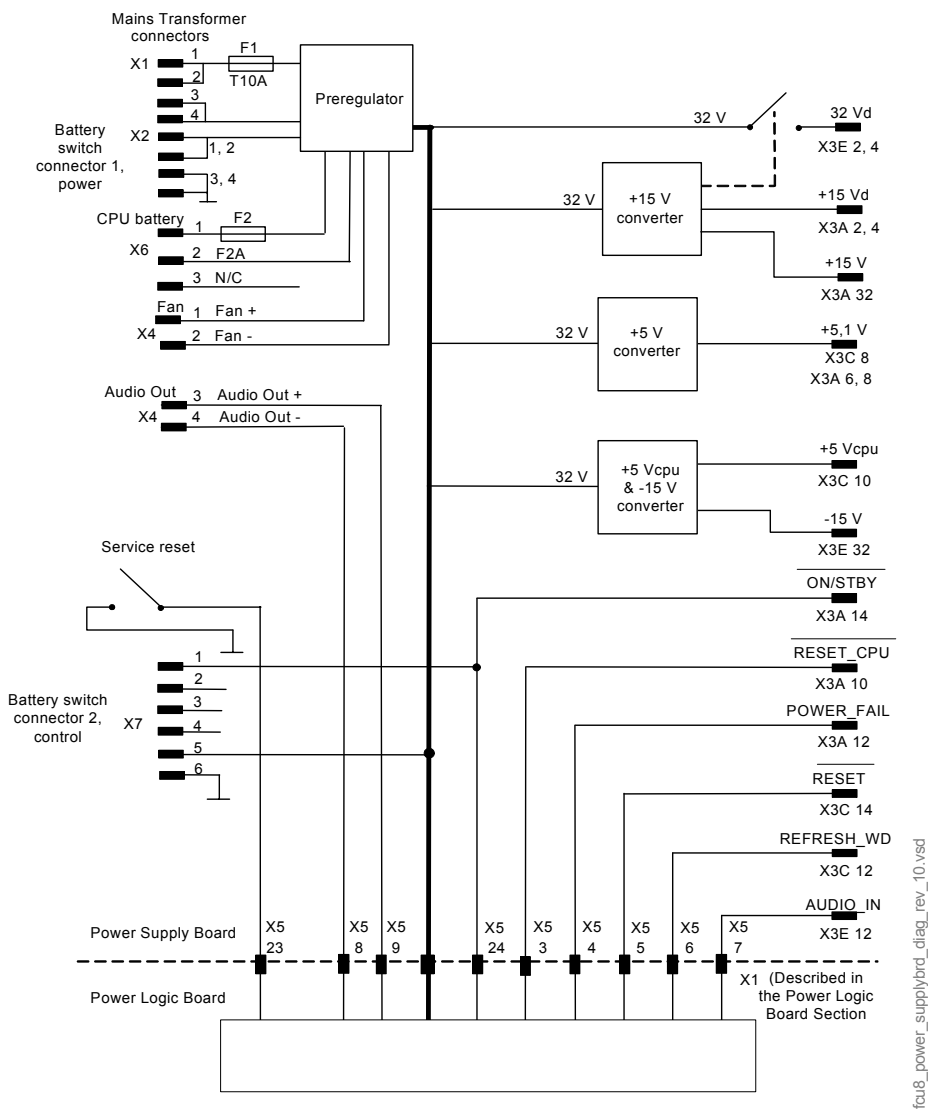 Mains Transformer
connectors
X1
1
F1
2
T10A
3
4
Preregulator
Battery
switch
connector 1,
power
X2
1, 2
3, 4
CPU battery
1
F2
X6
2
F2A
3
N/C
Fan
1
Fan +
X4
2
Fan -
Audio Out
3
Audio Out +
X4
4
Audio Out -
Service reset
Battery switch
connector 2,
control
X7
1
2
3
4
5
6
32 V
32 Vd
X3E 2, 4
32 V
+15 V
converter
+15 Vd
X3A 2, 4
+15 V
X3A 32
32 V
+5 V
converter
+5,1 V
X3C 8
X3A 6, 8
32 V
+5 Vcpu
& -15 V
converter
+5 Vcpu
X3C 10
-15 V
X3E 32
ON/STBY
X3A 14
RESET_CPU
X3A 10
POWER_FAIL
X3A 12
RESET
X3C 14
REFRESH_WD
X3C 12
AUDIO_IN
X3E 12
Power Supply Board
X5
23
X5
8
X5
9
X5
24
X5
3
X5
4
X5
5
X5
6
X5
7
Power Logic Board
X1 (Described in
the Power Logic
Board Section
fcu8_power_supplybrd_diag_rev_10.vsd